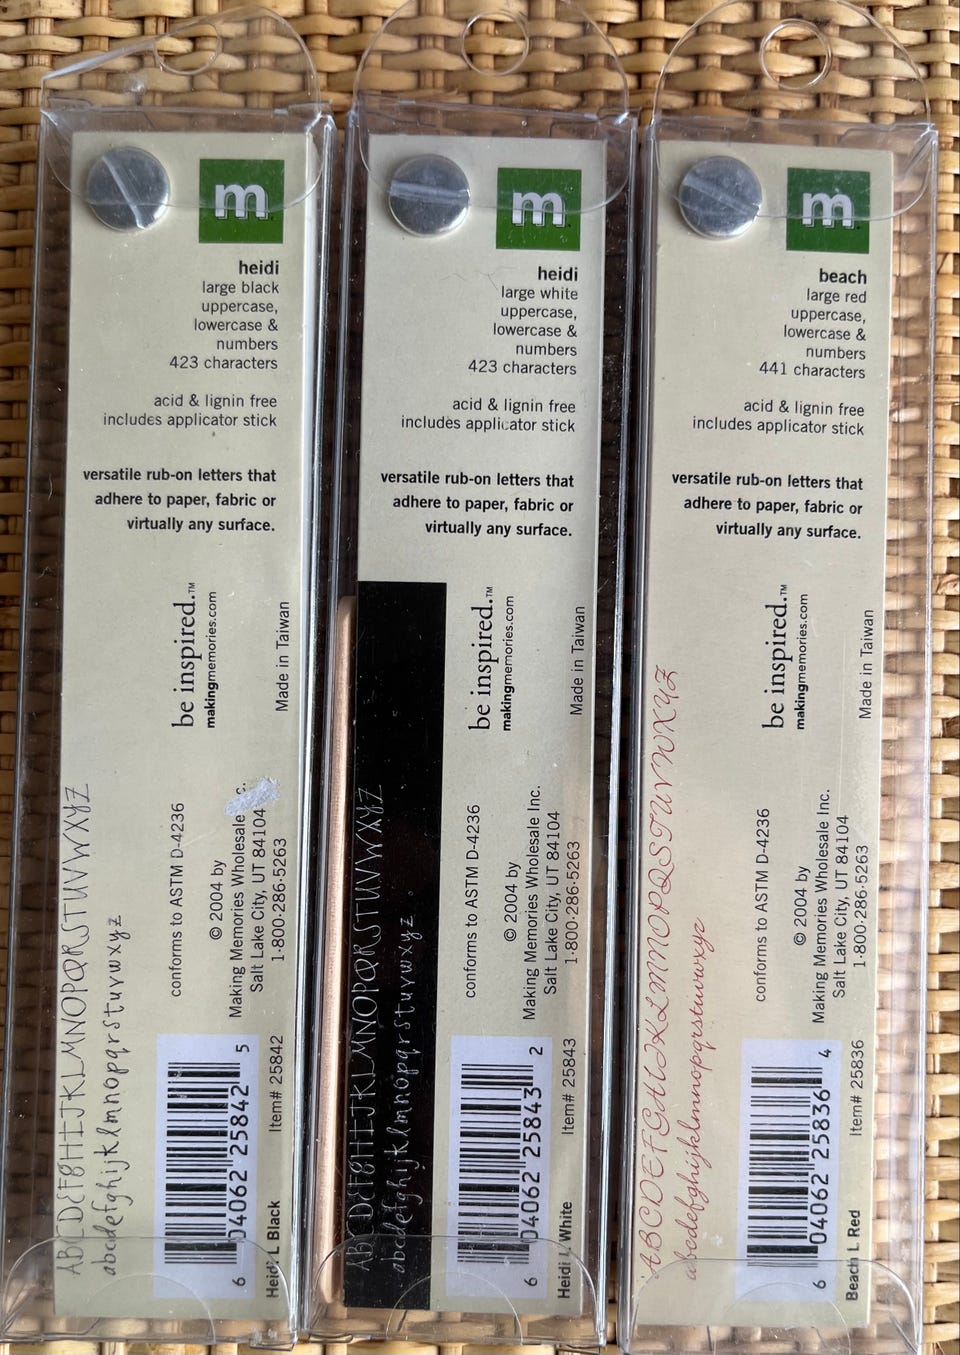 m
heidi
large black
uppercase,
lowercase &
numbers
423 characters
acid & lignin free
includes applicator stick
versatile rub-on letters that
adhere to paper, fabric or
virtually any surface.
be inspired.™
makingmemories.com
Made in Taiwan
conforms to ASTM D-4236
© 2004 by
Making Memories Wholesale
Salt Lake City, UT 84104
1·800·286·5263
ABCDEFGHIJKLMNOPQRSTUVWXYZ
abcdefghijklmnopqrstuvwxyz
6 04062 25842 5
Heidi L Black Item# 25842
m
heidi
large white
uppercase,
lowercase &
numbers
423 characters
acid & lignin free
includes applicator stick
versatile rub-on letters that
adhere to paper, fabric or
virtually any surface.
be inspired.™
makingmemories.com
Made in Taiwan
conforms to ASTM D-4236
© 2004 by
Making Memories Wholesale Inc.
Salt Lake City, UT 84104
1·800·286·5263
ABCDEFGHIJKLMNOPQRSTUVWXYZ
abcdefghijklmnopqrstuvwxyz
6 04062 25843 2
Heidi L White Item# 25843
m
beach
large red
uppercase,
lowercase &
numbers
441 characters
acid & lignin free
includes applicator stick
versatile rub-on letters that
adhere to paper, fabric or
virtually any surface.
be inspired.™
makingmemories.com
Made in Taiwan
conforms to ASTM D-4236
© 2004 by
Making Memories Wholesale Inc.
Salt Lake City, UT 84104
1·800·286·5263
ABCDEFGHIJKLMNOPQRSTUVWXYZ
abcdefghijklmnopqrstuvwxyz
6 04062 25836 4
Beach L Red Item# 25836